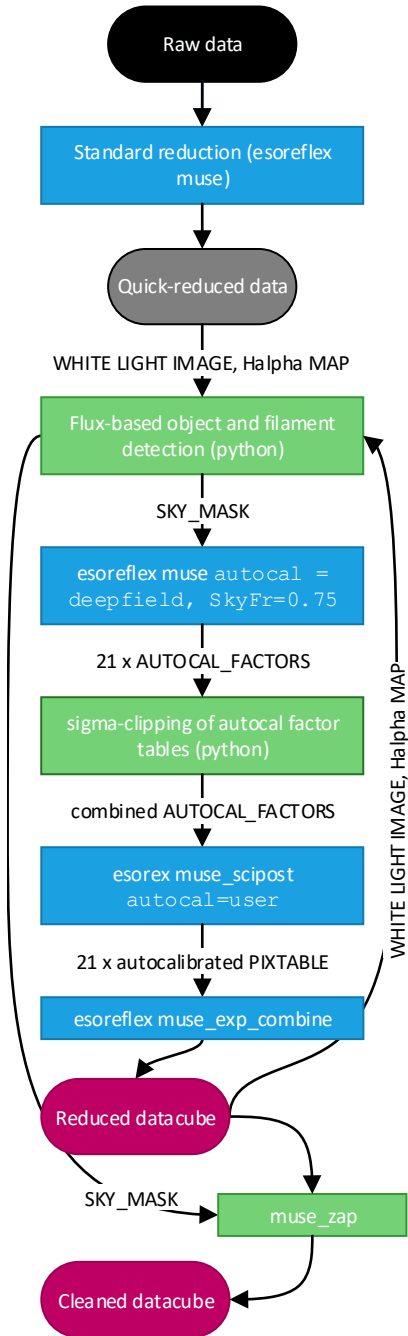 Raw data
Standard reduction (esoreflex
muse)
Quick-reduced data
WHITE LIGHT IMAGE, Halpha MAP
Flux-based object and filament
detection (python)
SKY_MASK
esoreflex muse autocal =
deepfield, SkyFr=0.75
21 x AUTOCAL_FACTORS
sigma-clipping of autocal factor
tables (python)
combined AUTOCAL_FACTORS
esorex muse_scipost
autocal=user
21 x autocalibrated PIXTABLE
esoreflex muse_exp_combine
WHITE LIGHT IMAGE, Halpha MAP
Reduced datacube
SKY_MASK
muse_zap
Cleaned datacube